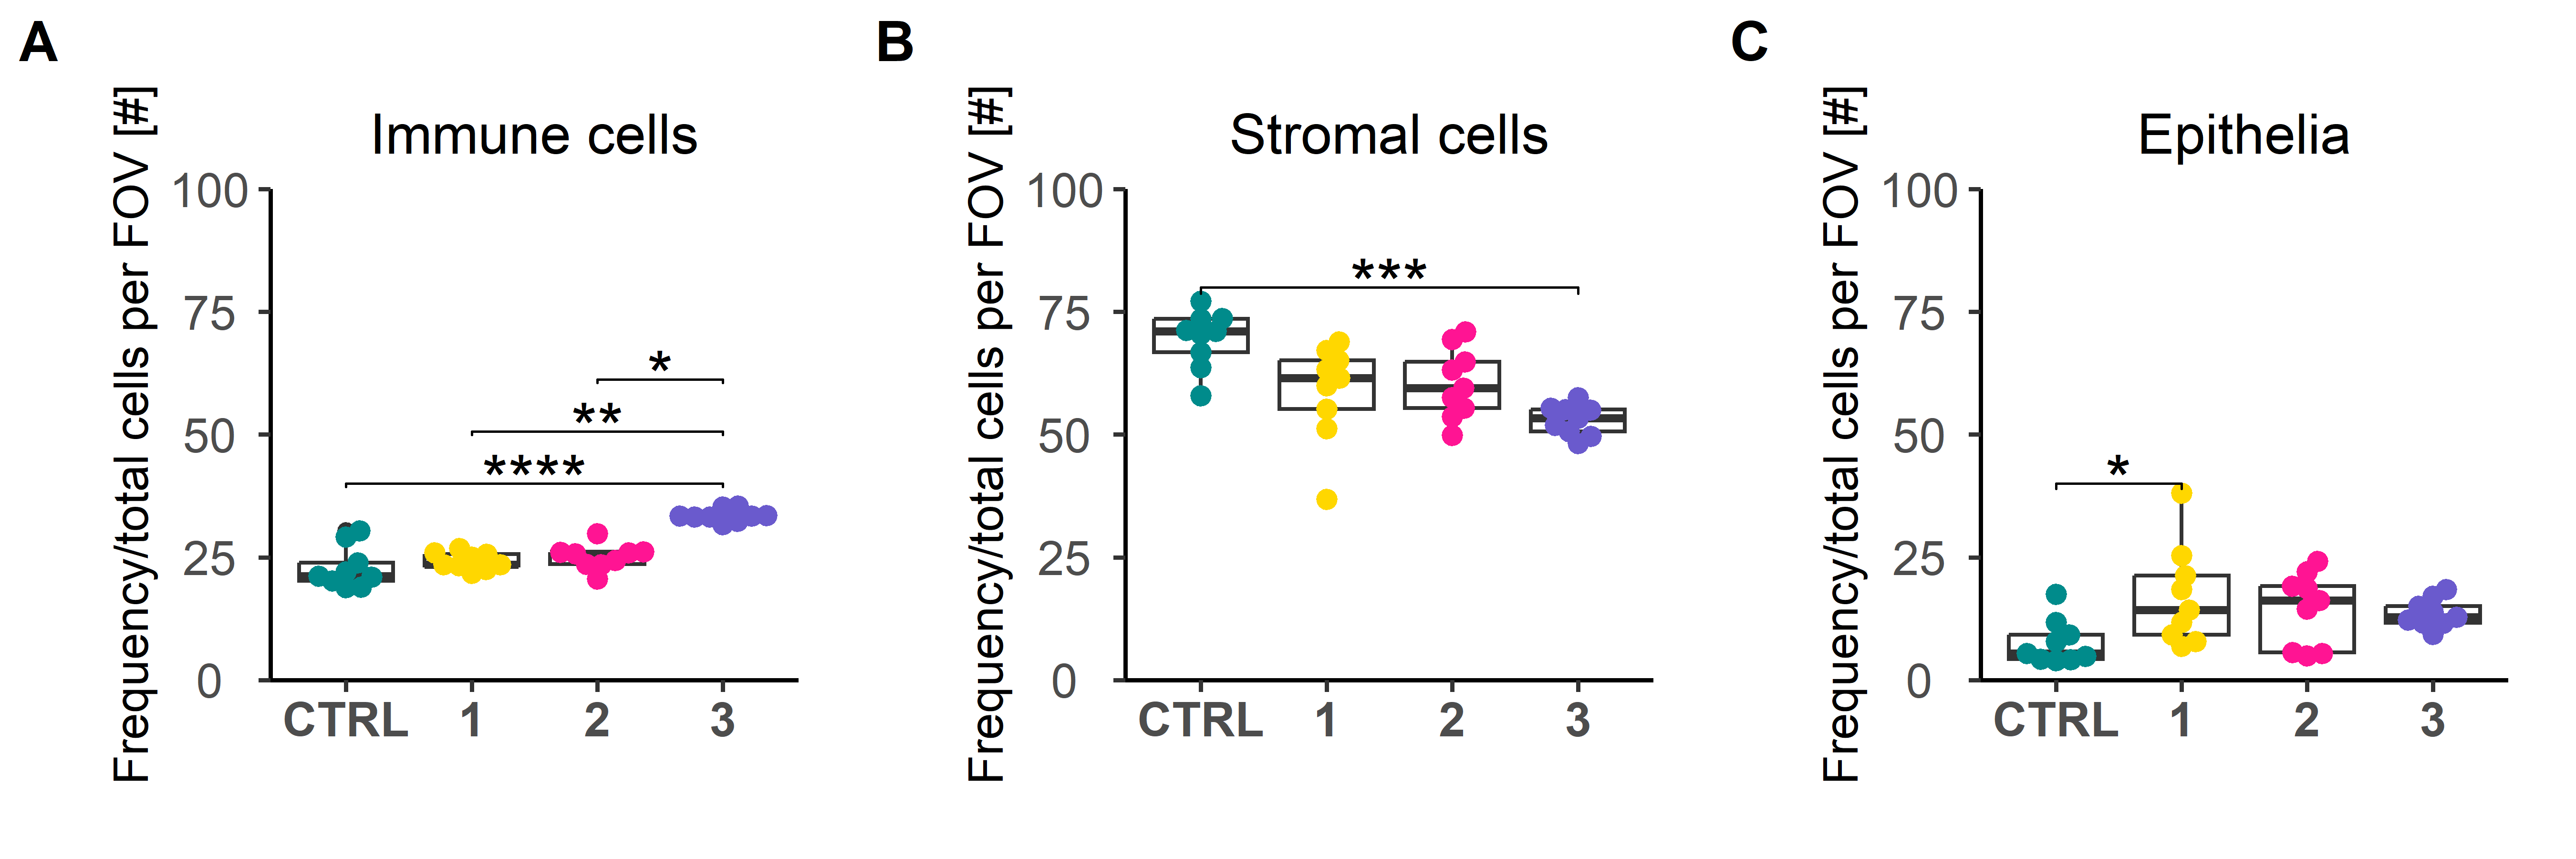 A
Immune cells
Frequency/total cells per FOV [#]
100
75
50
25
0
*
**
****
CTRL 1 2 3
B
Stromal cells
Frequency/total cells per FOV [#]
100
75
50
25
0
***
CTRL 1 2 3
C
Epithelia
Frequency/total cells per FOV [#]
100
75
50
25
0
*
CTRL 1 2 3